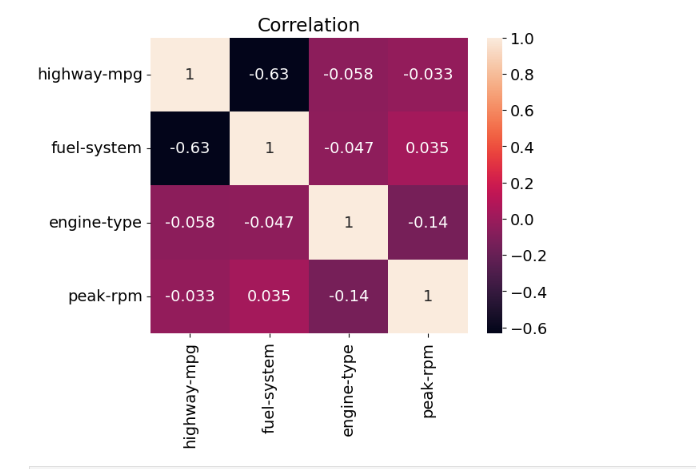 Correlation
highway-mpg 1 -0.63 -0.058 -0.033
fuel-system -0.63 1 -0.047 0.035
engine-type -0.058 -0.047 1 -0.14
peak-rpm -0.033 0.035 -0.14 1
highway-mpg
fuel-system
engine-type
peak-rpm
1.0
0.8
0.6
0.4
0.2
0.0
−0.2
−0.4
−0.6